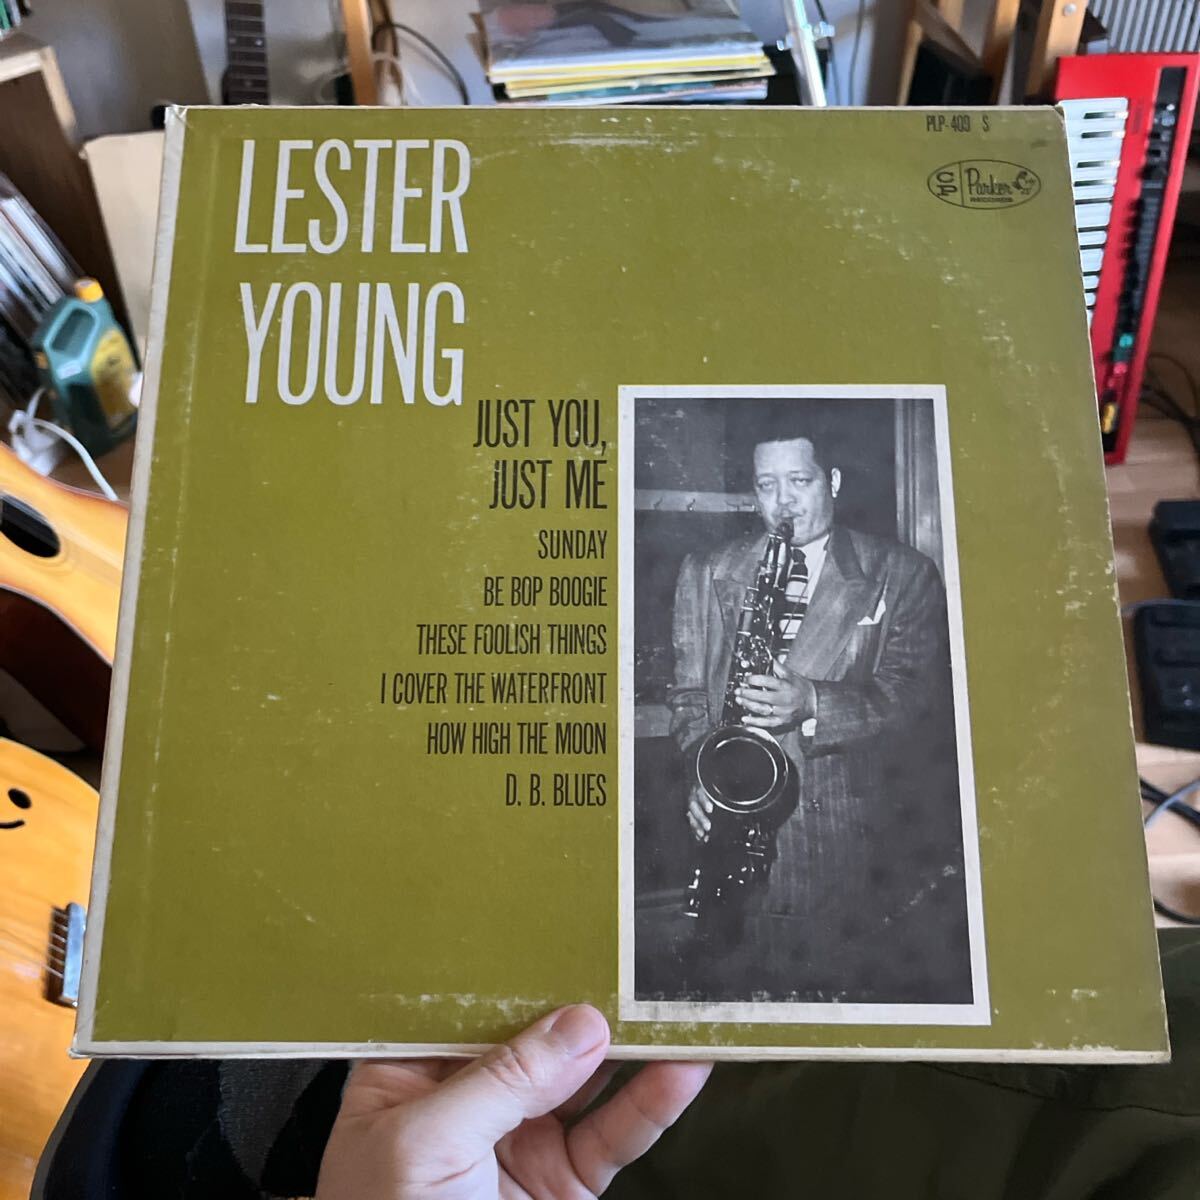 PLP-409 S
CP Parker
RECORDS
LESTER
YOUNG
JUST YOU,
JUST ME
SUNDAY
BE BOP BOOGIE
THESE FOOLISH THINGS
I COVER THE WATERFRONT
HOW HIGH THE MOON
D. B. BLUES